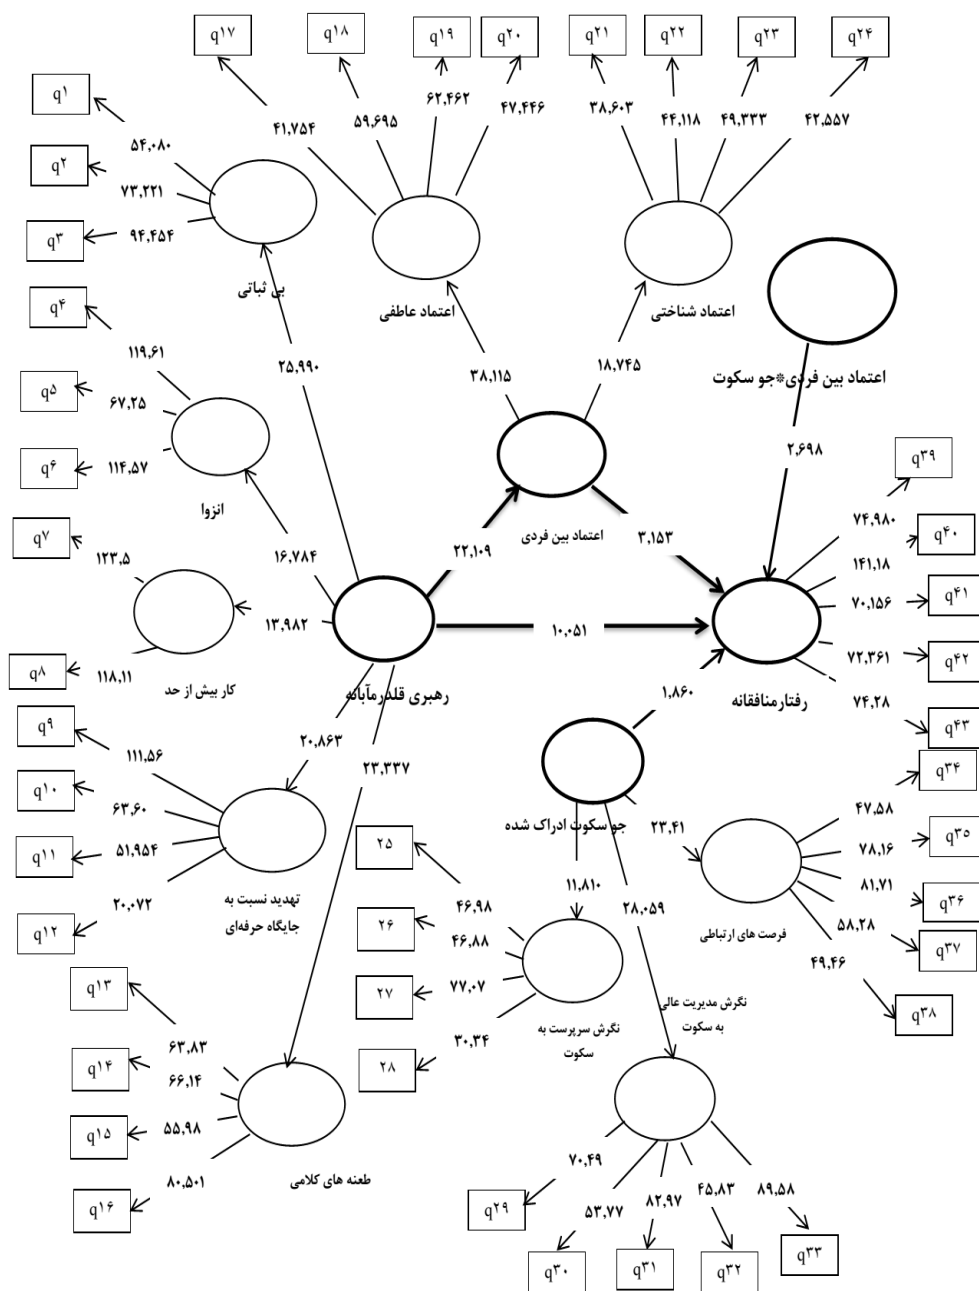 q۱۷
q۱۸
q۱۹
q۲۰
q۲۱
q۲۲
q۲۳
q۲۴
۴۱,۷۵۴
۵۹,۶۹۵
۶۲,۴۶۲
۴۷,۴۴۶
۳۸,۶۰۳
۴۴,۱۱۸
۴۹,۳۳۳
۴۲,۵۵۷
q۱
q۲
q۳
۵۴,۰۸۰
۷۳,۲۲۱
۹۴,۴۵۴
بی ثباتی
اعتماد عاطفی
اعتماد شناختی
q۴
q۵
q۶
۱۱۹,۶۱
۶۷,۲۵
۱۱۴,۵۷
انزوا
۲۵,۹۹۰
۳۸,۱۱۵
۱۸,۷۴۵
اعتماد بین فردی*جو سکوت
۲,۶۹۸
اعتماد بین فردی
q۷
q۸
۱۲۳,۵
۱۱۸,۱۱
کار بیش از حد
۱۶,۷۸۴
۱۳,۹۸۲
۲۲,۱۰۹
۳,۱۵۳
۱۰,۰۵۱
۱,۸۶۰
رهبری قلدرمآبانه
رفتارمنافقانه
q۳۹
q۴۰
q۴۱
q۴۲
q۴۳
۷۴,۹۸۰
۱۴۱,۱۸
۷۰,۱۵۶
۷۲,۳۶۱
۷۴,۲۸
q۹
q۱۰
q۱۱
q۱۲
۱۱۱,۵۶
۶۳,۶۰
۵۱,۹۵۴
۲۰,۰۷۲
۲۰,۸۶۳
۲۳,۳۳۷
تهدید نسبت به
جایگاه حرفه‌ای
جو سکوت ادراک شده
۲۳,۴۱
۱۱,۸۱۰
۲۸,۰۵۹
q۳۴
q۳۵
q۳۶
q۳۷
q۳۸
۴۷,۵۸
۷۸,۱۶
۸۱,۷۱
۵۸,۲۸
۴۹,۴۶
فرصت های ارتباطی
۲۵
۲۶
۲۷
۲۸
۴۶,۹۸
۴۶,۸۸
۷۷,۰۷
۳۰,۳۴
نگرش سرپرست به
سکوت
نگرش مدیریت عالی
به سکوت
q۱۳
q۱۴
q۱۵
q۱۶
۶۳,۸۳
۶۶,۱۴
۵۵,۹۸
۸۰,۵۰۱
طعنه های کلامی
۷۰,۴۹
۵۳,۷۷
۸۲,۹۷
۴۵,۸۳
۸۹,۵۸
q۲۹
q۳۰
q۳۱
q۳۲
q۳۳